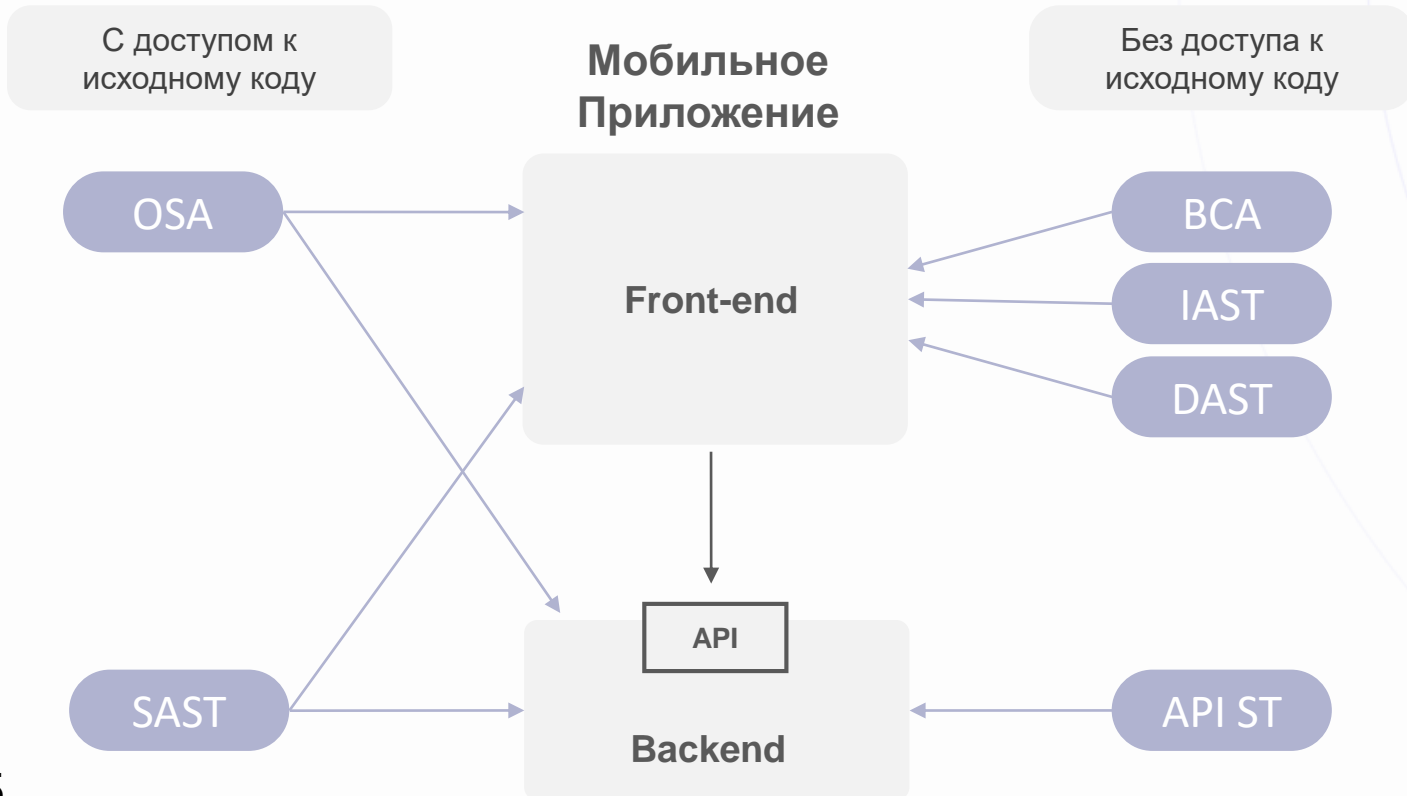 С доступом к
исходному коду
Мобильное
Приложение
Без доступа к
исходному коду
OSA
Front-end
BCA
IAST
DAST
API
SAST
Backend
API ST